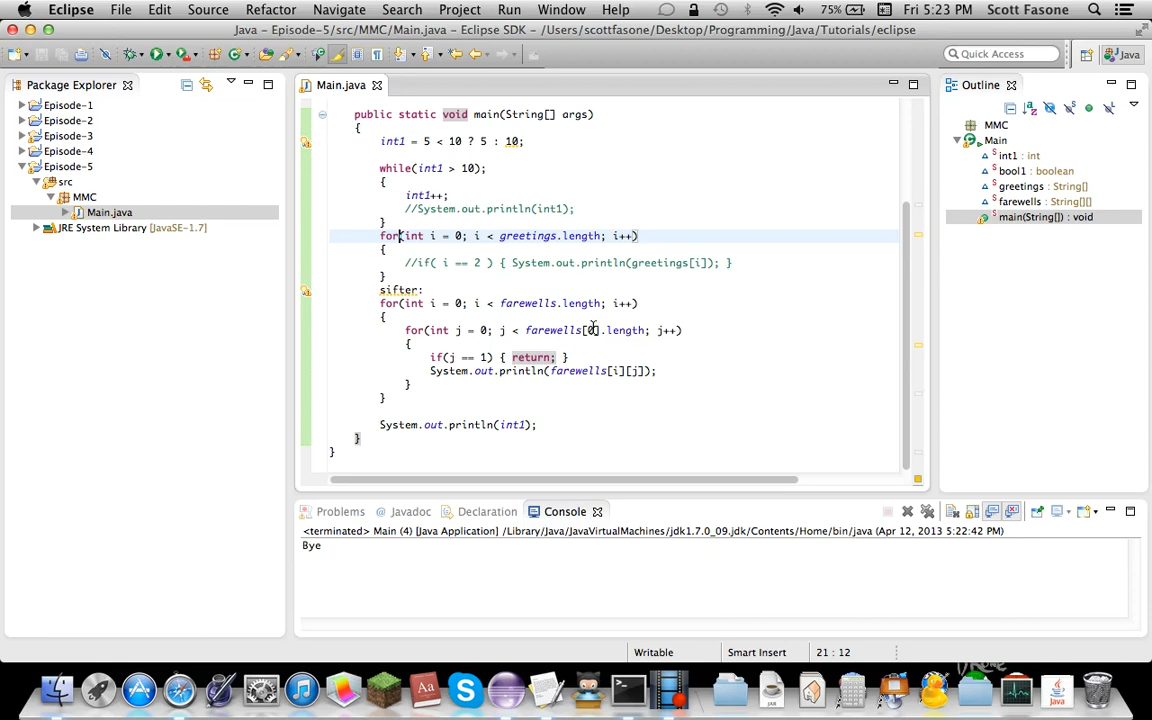 Eclipse File Edit Source Refactor Navigate Search Project Run Window Help 75% Fri 5:23 PM Scott Fasone
Java – Episode-5/src/MMC/Main.java – Eclipse SDK – /Users/scottfasone/Desktop/Programming/Java/Tutorials/eclipse
Quick Access Java
Package Explorer
Episode-1
Episode-2
Episode-3
Episode-4
Episode-5
src
MMC
Main.java
JRE System Library [JavaSE-1.7]
Main.java
public static void main(String[] args)
{
int1 = 5 < 10 ? 5 : 10;
while(int1 > 10);
{
int1++;
//System.out.println(int1);
}
for(int i = 0; i < greetings.length; i++)
{
//if( i == 2 ) { System.out.println(greetings[i]); }
}
sifter:
for(int i = 0; i < farewells.length; i++)
{
for(int j = 0; j < farewells[0].length; j++)
{
if(j == 1) { return; }
System.out.println(farewells[i][j]);
}
}
System.out.println(int1);
}
}
Outline
MMC
Main
int1 : int
bool1 : boolean
greetings : String[]
farewells : String[][]
main(String[]) : void
Problems Javadoc Declaration Console
<terminated> Main (4) [Java Application] /Library/Java/JavaVirtualMachines/jdk1.7.0_09.jdk/Contents/Home/bin/java (Apr 12, 2013 5:22:42 PM)
Bye
Writable Smart Insert 21 : 12